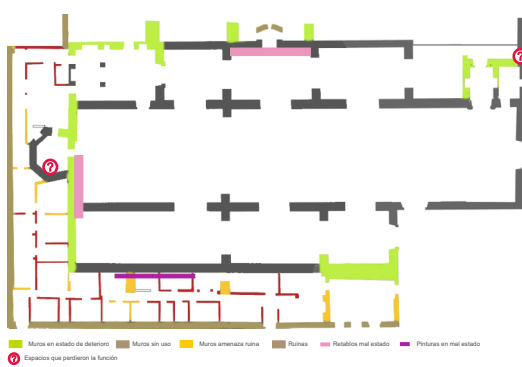 Muros en estado de deterioro Muros sin uso Muros amenaza ruina Ruinas Retablos mal estado Pinturas en mal estado
? Espacios que perdieron la función